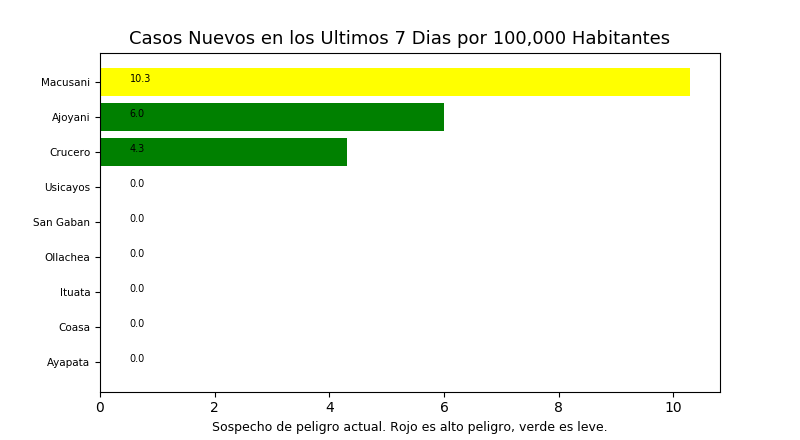 Casos Nuevos en los Ultimos 7 Dias por 100,000 Habitantes
Macusani 10.3
Ajoyani 6.0
Crucero 4.3
Usicayos 0.0
San Gaban 0.0
Ollachea 0.0
Ituata 0.0
Coasa 0.0
Ayapata 0.0
0 2 4 6 8 10
Sospecho de peligro actual. Rojo es alto peligro, verde es leve.